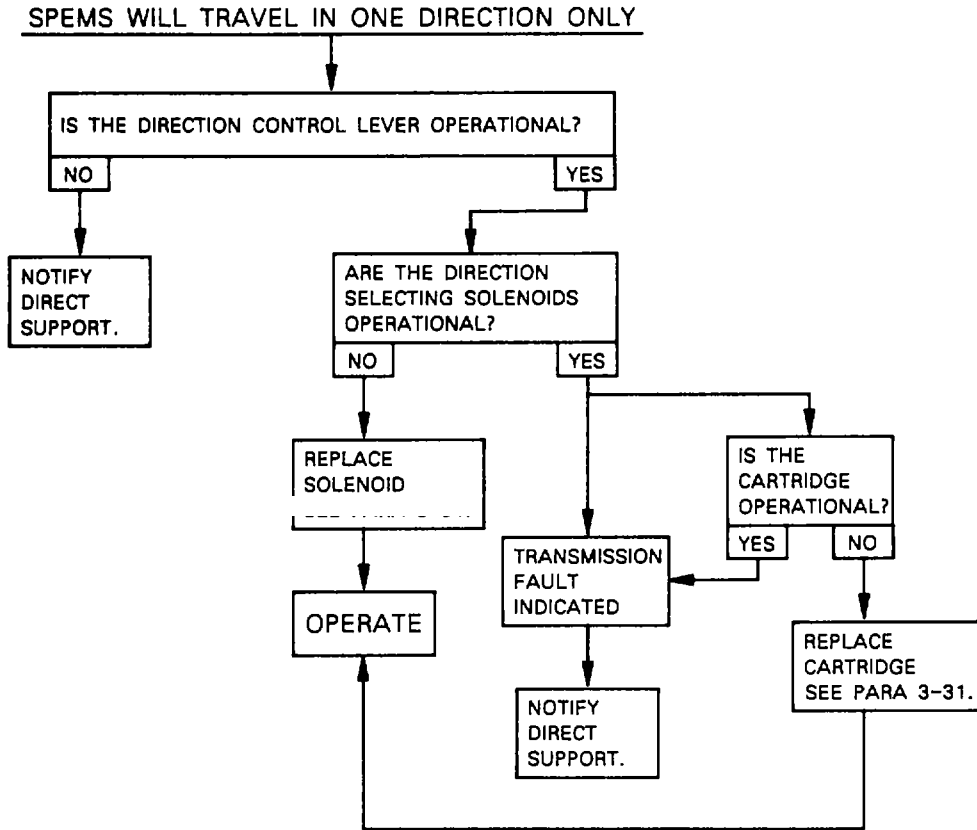 SPEMS WILL TRAVEL IN ONE DIRECTION ONLY
IS THE DIRECTION CONTROL LEVER OPERATIONAL?
NO
YES
NOTIFY
DIRECT
SUPPORT.
ARE THE DIRECTION
SELECTING SOLENOIDS
OPERATIONAL?
NO
YES
REPLACE
SOLENOID
OPERATE
IS THE
CARTRIDGE
OPERATIONAL?
YES
NO
TRANSMISSION
FAULT
INDICATED
NOTIFY
DIRECT
SUPPORT.
REPLACE
CARTRIDGE
SEE PARA 3-31.